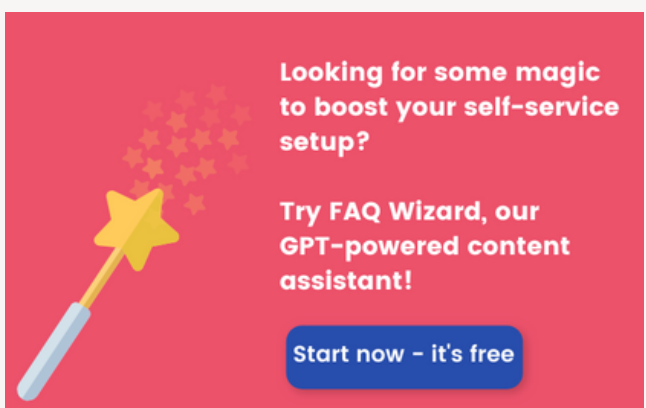 Looking for some magic
to boost your self-service
setup?
Try FAQ Wizard, our
GPT-powered content
assistant!
Start now - it's free